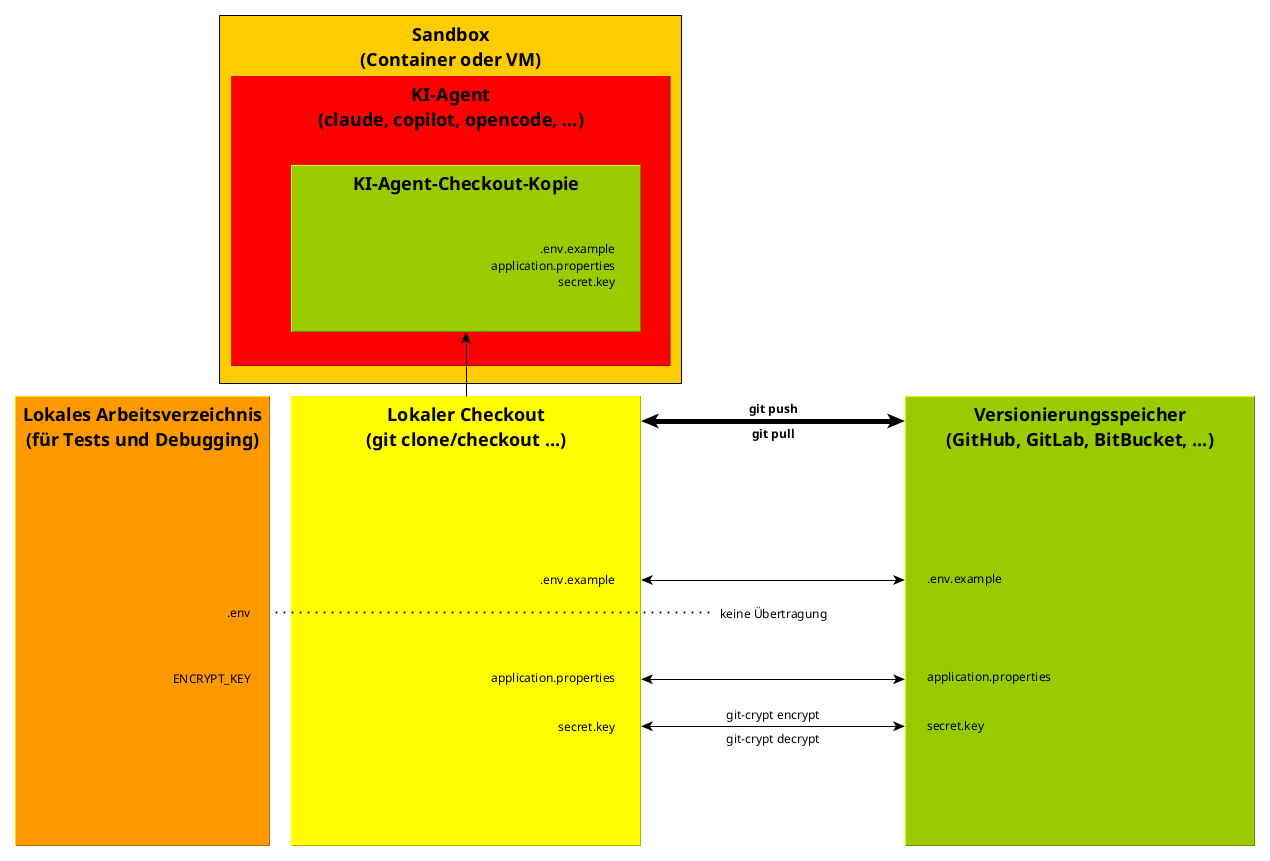 Sandbox
(Container oder VM)
KI-Agent
(claude, copilot, opencode, ...)
KI-Agent-Checkout-Kopie
.env.example
application.properties
secret.key
Lokales Arbeitsverzeichnis
(für Tests und Debugging)
.env
ENCRYPT_KEY
Lokaler Checkout
(git clone/checkout ...)
.env.example
application.properties
secret.key
git push
git pull
keine Übertragung
git-crypt encrypt
git-crypt decrypt
Versionierungsspeicher
(GitHub, GitLab, BitBucket, ...)
.env.example
application.properties
secret.key